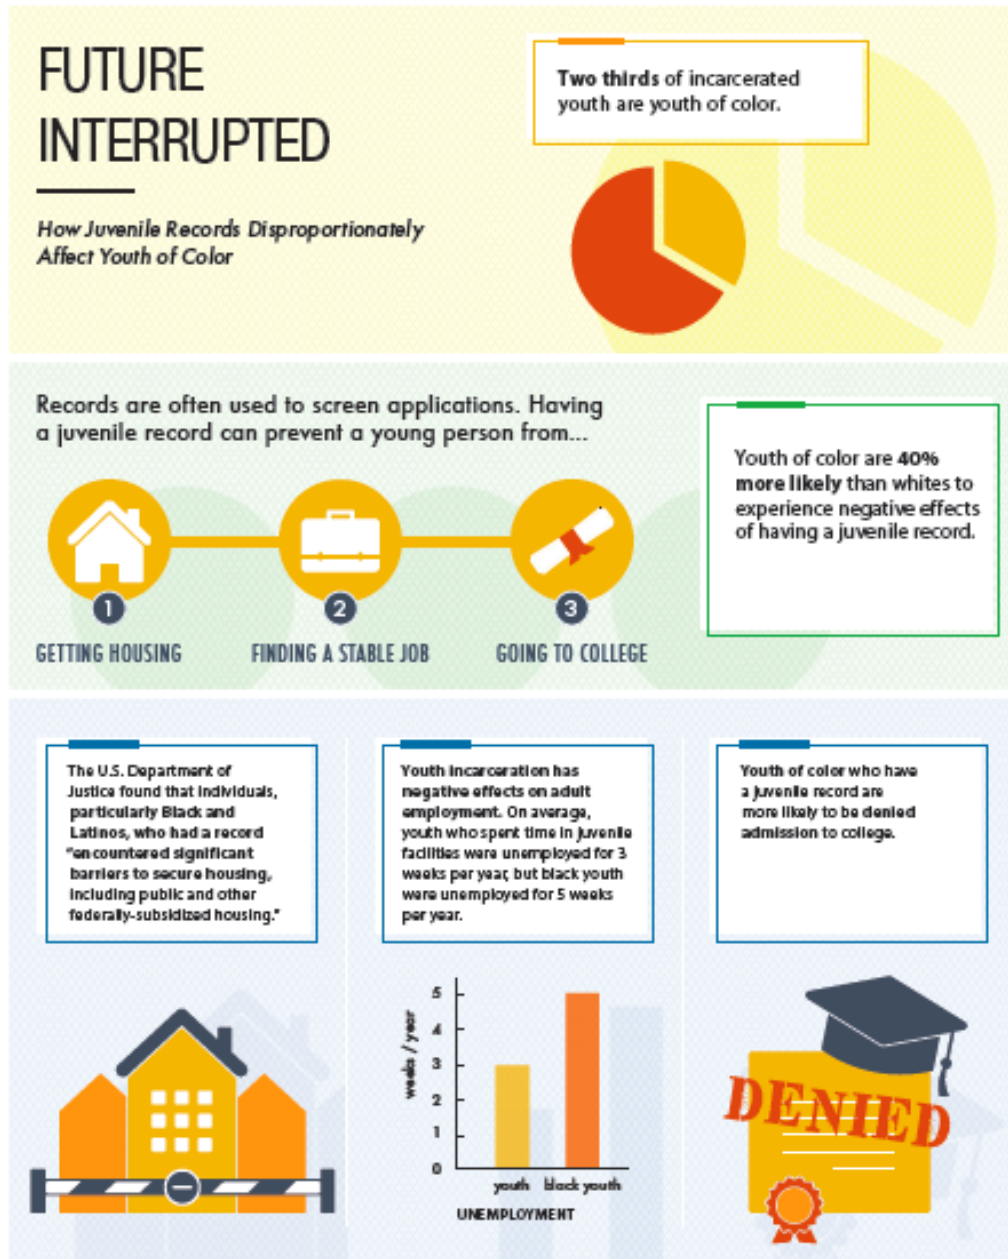 FUTURE
INTERRUPTED
How Juvenile Records Disproportionately
Affect Youth of Color
Two thirds of incarcerated
youth are youth of color.
Records are often used to screen applications. Having
a juvenile record can prevent a young person from...
1
GETTING HOUSING
2
FINDING A STABLE JOB
3
GOING TO COLLEGE
Youth of color are 40%
more likely than whites to
experience negative effects
of having a juvenile record.
The U.S. Department of
Justice found that individuals,
particularly Black and
Latinos, who had a record
"encountered significant
barriers to secure housing,
including public and other
federally-subsidized housing."
Youth incarceration has
negative effects on adult
employment. On average,
youth who spent time in juvenile
facilities were unemployed for 3
weeks per year, but black youth
were unemployed for 5 weeks
per year.
weeks / year
5
4
3
2
1
0
youth black youth
UNEMPLOYMENT
Youth of color who have
a juvenile record are
more likely to be denied
admission to college.
DENIED